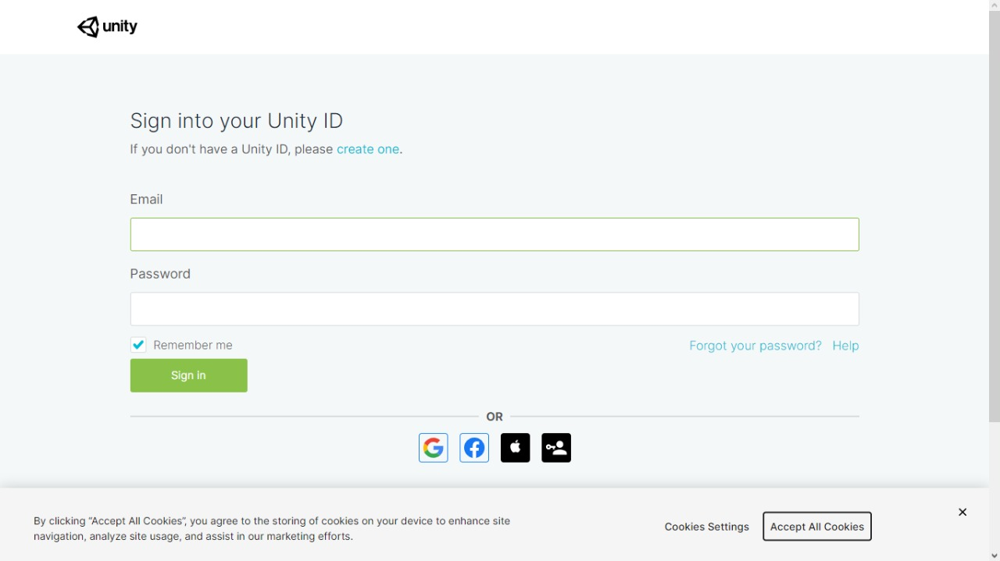 unity
Sign into your Unity ID
If you don't have a Unity ID, please create one.
Email
Password
Remember me
Forgot your password? Help
Sign in
OR
By clicking “Accept All Cookies”, you agree to the storing of cookies on your device to enhance site
navigation, analyze site usage, and assist in our marketing efforts.
Cookies Settings
Accept All Cookies